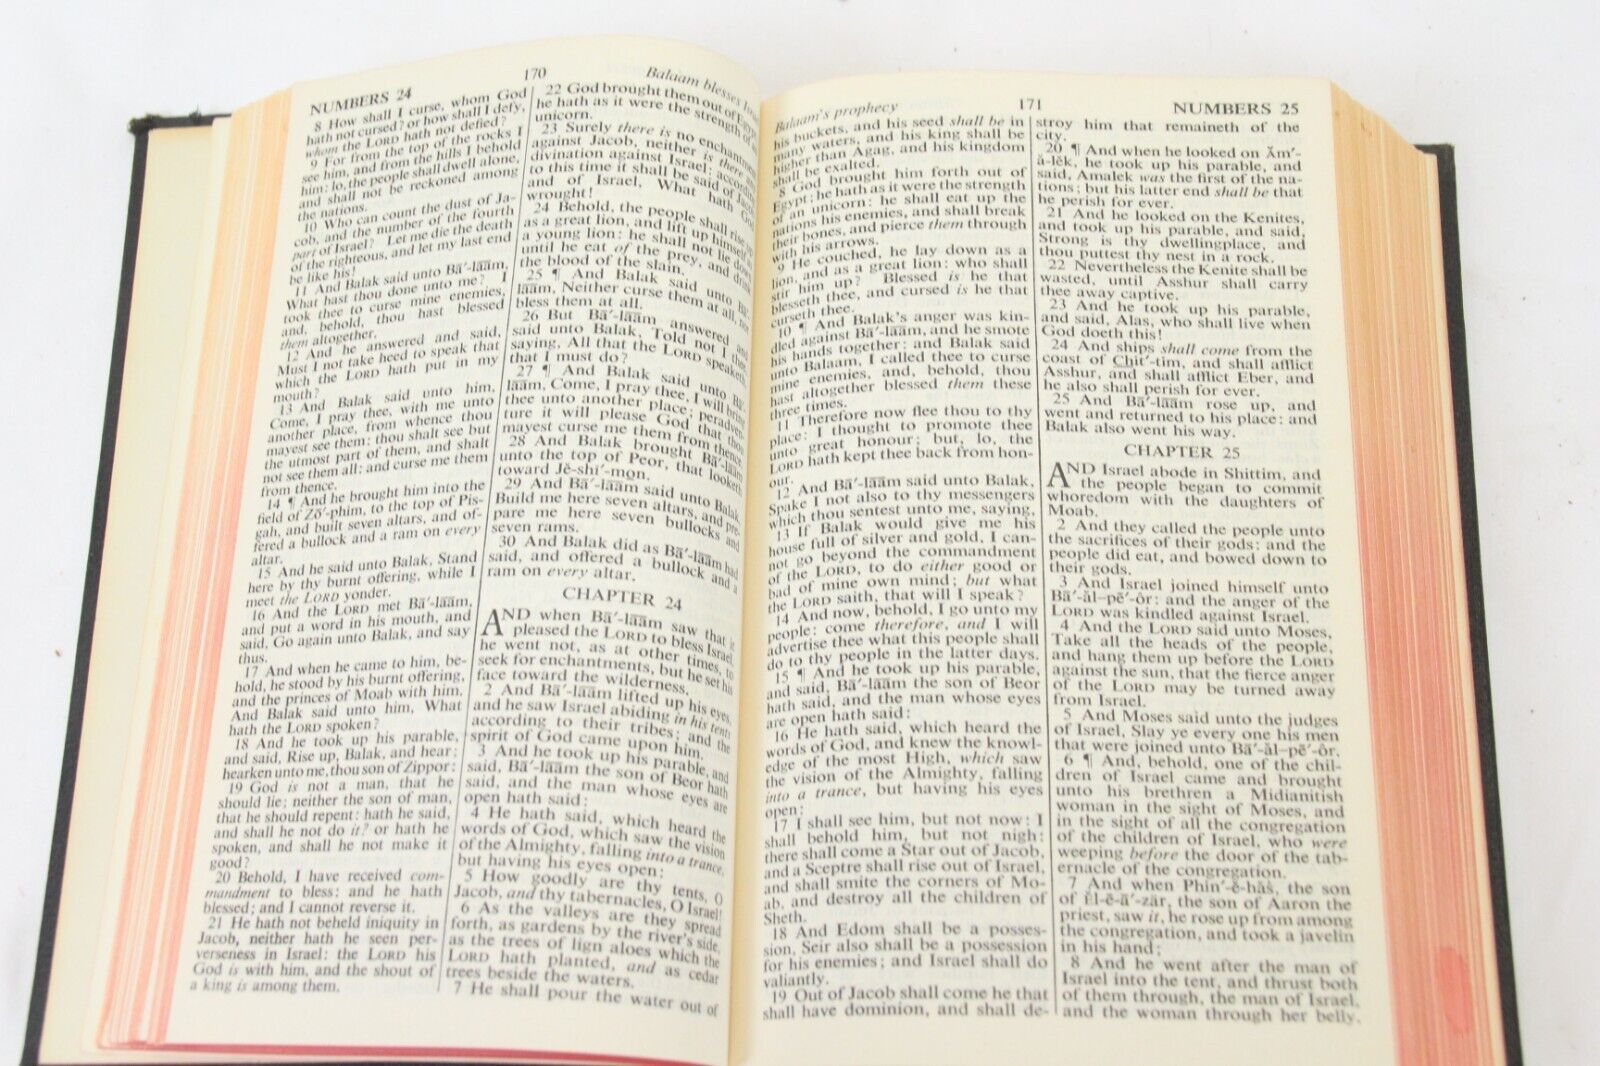 NUMBERS 24
170
Balaam blesses
8 How shall I curse, whom God
hath not cursed? or how shall I defy,
whom the LORD hath not defied?
9 For from the top of the rocks I
see him, and from the hills I behold
him: lo, the people shall dwell alone,
and shall not be reckoned among
the nations.
10 Who can count the dust of Ja-
cob, and the number of the fourth
part of Israel? Let me die the death
of the righteous, and let my last end
be like his!
11 And Balak said unto Bā′-lāām,
What hast thou done unto me? I
took thee to curse mine enemies,
and, behold, thou hast blessed
them altogether.
12 And he answered and said,
Must I not take heed to speak that
which the LORD hath put in my
mouth?
13 And Balak said unto him,
Come, I pray thee, with me unto
another place, from whence thou
mayest see them: thou shalt see but
the utmost part of them, and shalt
not see them all: and curse me them
from thence.
14 ¶ And he brought him into the
field of Zō′-phim, to the top of Pis-
gah, and built seven altars, and of-
fered a bullock and a ram on every
altar.
15 And he said unto Balak, Stand
here by thy burnt offering, while I
meet the LORD yonder.
16 And the LORD met Bā′-lāām,
and put a word in his mouth, and
said, Go again unto Balak, and say
thus.
17 And when he came to him, be-
hold, he stood by his burnt offering,
and the princes of Moab with him.
And Balak said unto him, What
hath the LORD spoken?
18 And he took up his parable,
and said, Rise up, Balak, and hear;
hearken unto me, thou son of Zippor:
19 God is not a man, that he
should lie; neither the son of man,
that he should repent: hath he said,
and shall he not do it? or hath he
spoken, and shall he not make it
good?
20 Behold, I have received com-
mandment to bless: and he hath
blessed; and I cannot reverse it.
21 He hath not beheld iniquity in
Jacob, neither hath he seen per-
verseness in Israel: the LORD his
God is with him, and the shout of
a king is among them.
22 God brought them out of Egypt;
he hath as it were the strength of an
unicorn.
23 Surely there is no enchantment
against Jacob, neither is there any
divination against Israel: according
to this time it shall be said of Jacob
and of Israel, What hath God
wrought!
24 Behold, the people shall rise up
as a great lion, and lift up himself as
a young lion: he shall not lie down
until he eat of the prey, and drink
the blood of the slain.
25 ¶ And Balak said unto Bā′-
lāām, Neither curse them at all, nor
bless them at all.
26 But Bā′-lāām answered and
said unto Balak, Told not I thee,
saying, All that the LORD speaketh,
that I must do?
27 ¶ And Balak said unto Bā′-
lāām, Come, I pray thee, I will bring
thee unto another place; peradven-
ture it will please God that thou
mayest curse me them from thence.
28 And Balak brought Bā′-lāām
unto the top of Peor, that looketh
toward Jĕ-shī′-mon.
29 And Bā′-lāām said unto Balak,
Build me here seven altars, and pre-
pare me here seven bullocks and
seven rams.
30 And Balak did as Bā′-lāām had
said, and offered a bullock and a
ram on every altar.
CHAPTER 24
AND when Bā′-lāām saw that it
pleased the LORD to bless Israel,
he went not, as at other times, to
seek for enchantments, but he set his
face toward the wilderness.
2 And Bā′-lāām lifted up his eyes,
and he saw Israel abiding in his tents
according to their tribes; and the
spirit of God came upon him.
3 And he took up his parable, and
said, Bā′-lāām the son of Beor hath
said, and the man whose eyes are
open hath said:
4 He hath said, which heard the
words of God, which saw the vision
of the Almighty, falling into a trance,
but having his eyes open:
5 How goodly are thy tents, O
Jacob, and thy tabernacles, O Israel!
6 As the valleys are they spread
forth, as gardens by the river's side,
as the trees of lign aloes which the
LORD hath planted, and as cedar
trees beside the waters.
7 He shall pour the water out of
Balaam's prophecy
171
NUMBERS 25
his buckets, and his seed shall be in
many waters, and his king shall be
higher than Agag, and his kingdom
shall be exalted.
8 God brought him forth out of
Egypt; he hath as it were the strength
of an unicorn: he shall eat up the
nations his enemies, and shall break
their bones, and pierce them through
with his arrows.
9 He couched, he lay down as a
lion, and as a great lion: who shall
stir him up? Blessed is he that
blesseth thee, and cursed is he that
curseth thee.
10 ¶ And Balak's anger was kin-
dled against Bā′-lāām, and he smote
his hands together: and Balak said
unto Balaam, I called thee to curse
mine enemies, and, behold, thou
hast altogether blessed them these
three times.
11 Therefore now flee thou to thy
place: I thought to promote thee
unto great honour; but, lo, the
LORD hath kept thee back from hon-
our.
12 And Bā′-lāām said unto Balak,
Spake I not also to thy messengers
which thou sentest unto me, saying,
13 If Balak would give me his
house full of silver and gold, I can-
not go beyond the commandment
of the LORD, to do either good or
bad of mine own mind; but what
the LORD saith, that will I speak?
14 And now, behold, I go unto my
people: come therefore, and I will
advertise thee what this people shall
do to thy people in the latter days.
15 ¶ And he took up his parable,
and said, Bā′-lāām the son of Beor
hath said, and the man whose eyes
are open hath said:
16 He hath said, which heard the
words of God, and knew the knowl-
edge of the most High, which saw
the vision of the Almighty, falling
into a trance, but having his eyes
open:
17 I shall see him, but not now: I
shall behold him, but not nigh:
there shall come a Star out of Jacob,
and a Sceptre shall rise out of Israel,
and shall smite the corners of Mo-
ab, and destroy all the children of
Sheth.
18 And Edom shall be a posses-
sion, Seir also shall be a possession
for his enemies; and Israel shall do
valiantly.
19 Out of Jacob shall come he that
shall have dominion, and shall de-
stroy him that remaineth of the
city.
20 ¶ And when he looked on Ăm′-
ă-lĕk, he took up his parable, and
said, Amalek was the first of the na-
tions; but his latter end shall be that
he perish for ever.
21 And he looked on the Kenites,
and took up his parable, and said,
Strong is thy dwellingplace, and
thou puttest thy nest in a rock.
22 Nevertheless the Kenite shall be
wasted, until Asshur shall carry
thee away captive.
23 And he took up his parable,
and said, Alas, who shall live when
God doeth this!
24 And ships shall come from the
coast of Chit′-tim, and shall afflict
Asshur, and shall afflict Eber, and
he also shall perish for ever.
25 And Bā′-lāām rose up, and
went and returned to his place: and
Balak also went his way.
CHAPTER 25
AND Israel abode in Shittim, and
the people began to commit
whoredom with the daughters of
Moab.
2 And they called the people unto
the sacrifices of their gods: and the
people did eat, and bowed down to
their gods.
3 And Israel joined himself unto
Bā′-ăl-pē′-ôr: and the anger of the
LORD was kindled against Israel.
4 And the LORD said unto Moses,
Take all the heads of the people,
and hang them up before the LORD
against the sun, that the fierce anger
of the LORD may be turned away
from Israel.
5 And Moses said unto the judges
of Israel, Slay ye every one his men
that were joined unto Bā′-ăl-pē′-ôr.
6 ¶ And, behold, one of the chil-
dren of Israel came and brought
unto his brethren a Midianitish
woman in the sight of Moses, and
in the sight of all the congregation
of the children of Israel, who were
weeping before the door of the tab-
ernacle of the congregation.
7 And when Phin′-ĕ-hăs, the son
of Ĕl-ē-ā′-zär, the son of Aaron the
priest, saw it, he rose up from among
the congregation, and took a javelin
in his hand;
8 And he went after the man of
Israel into the tent, and thrust both
of them through, the man of Israel,
and the woman through her belly.